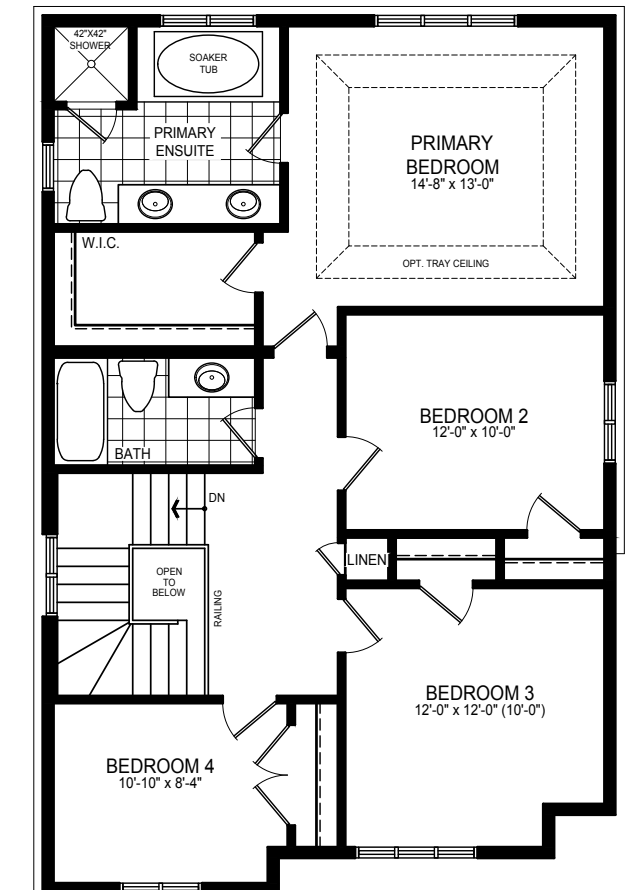 42"X42"
SHOWER
SOAKER
TUB
PRIMARY
ENSUITE
PRIMARY
BEDROOM
14'-8" x 13'-0"
OPT. TRAY CEILING
W.I.C.
BEDROOM 2
12'-0" x 10'-0"
BATH
DN
LINEN
OPEN
TO
BELOW
RAILING
BEDROOM 3
12'-0" x 12'-0" (10'-0")
BEDROOM 4
10'-10" x 8'-4"